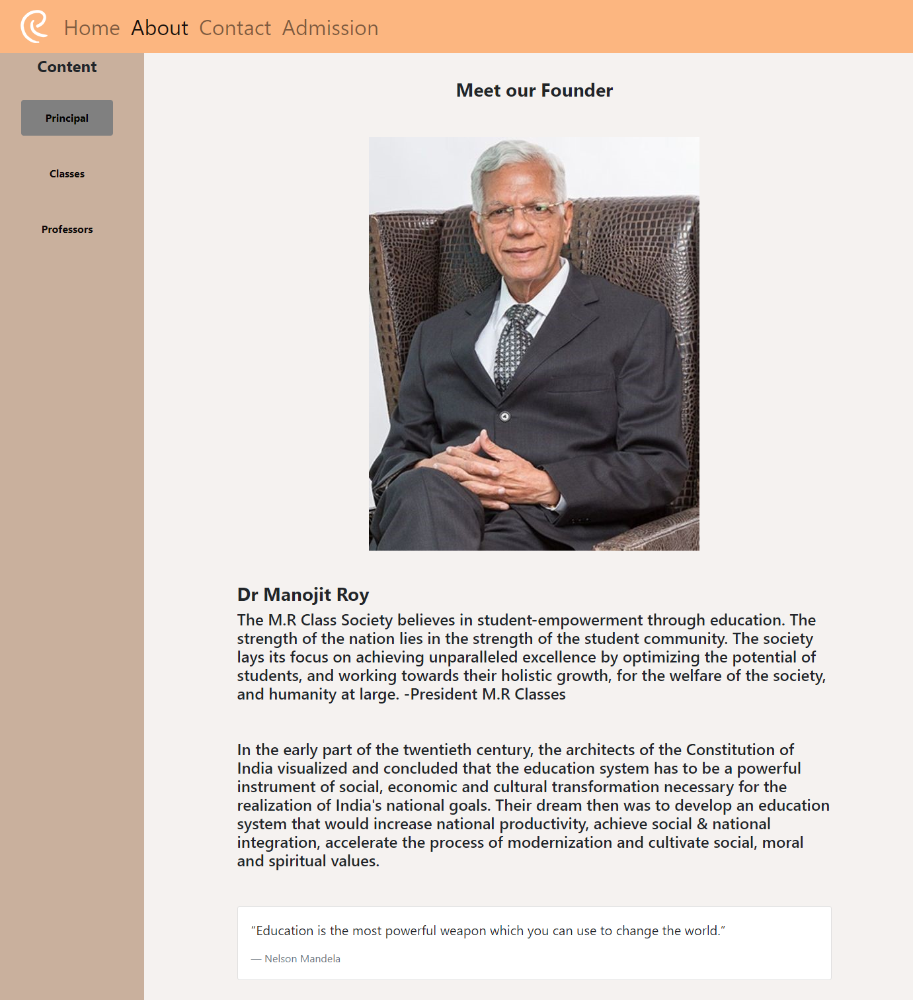 Home About Contact Admission
Content
Principal
Classes
Professors
Meet our Founder
Dr Manojit Roy
The M.R Class Society believes in student-empowerment through education. The
strength of the nation lies in the strength of the student community. The society
lays its focus on achieving unparalleled excellence by optimizing the potential of
students, and working towards their holistic growth, for the welfare of the society,
and humanity at large. -President M.R Classes
In the early part of the twentieth century, the architects of the Constitution of
India visualized and concluded that the education system has to be a powerful
instrument of social, economic and cultural transformation necessary for the
realization of India's national goals. Their dream then was to develop an education
system that would increase national productivity, achieve social & national
integration, accelerate the process of modernization and cultivate social, moral
and spiritual values.
“Education is the most powerful weapon which you can use to change the world.”
— Nelson Mandela